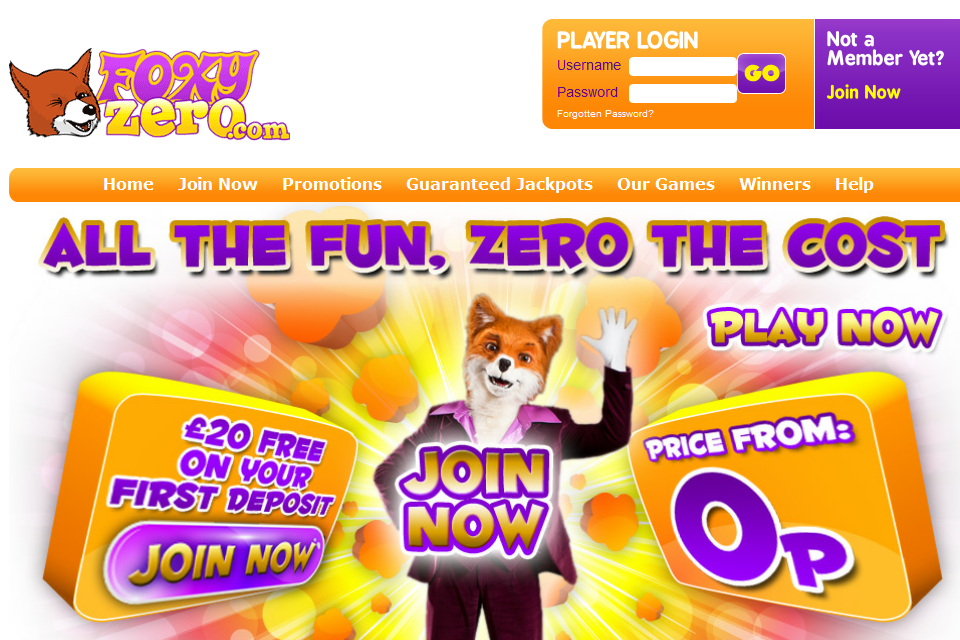 FOXY
zero.com
PLAYER LOGIN
Username
Password
GO
Forgotten Password?
Not a
Member Yet?
Join Now
Home Join Now Promotions Guaranteed Jackpots Our Games Winners Help
ALL THE FUN, ZERO THE COST
PLAY NOW
£20 FREE
ON YOUR
FIRST DEPOSIT
JOIN NOW*
JOIN
NOW
PRICE FROM:
0p